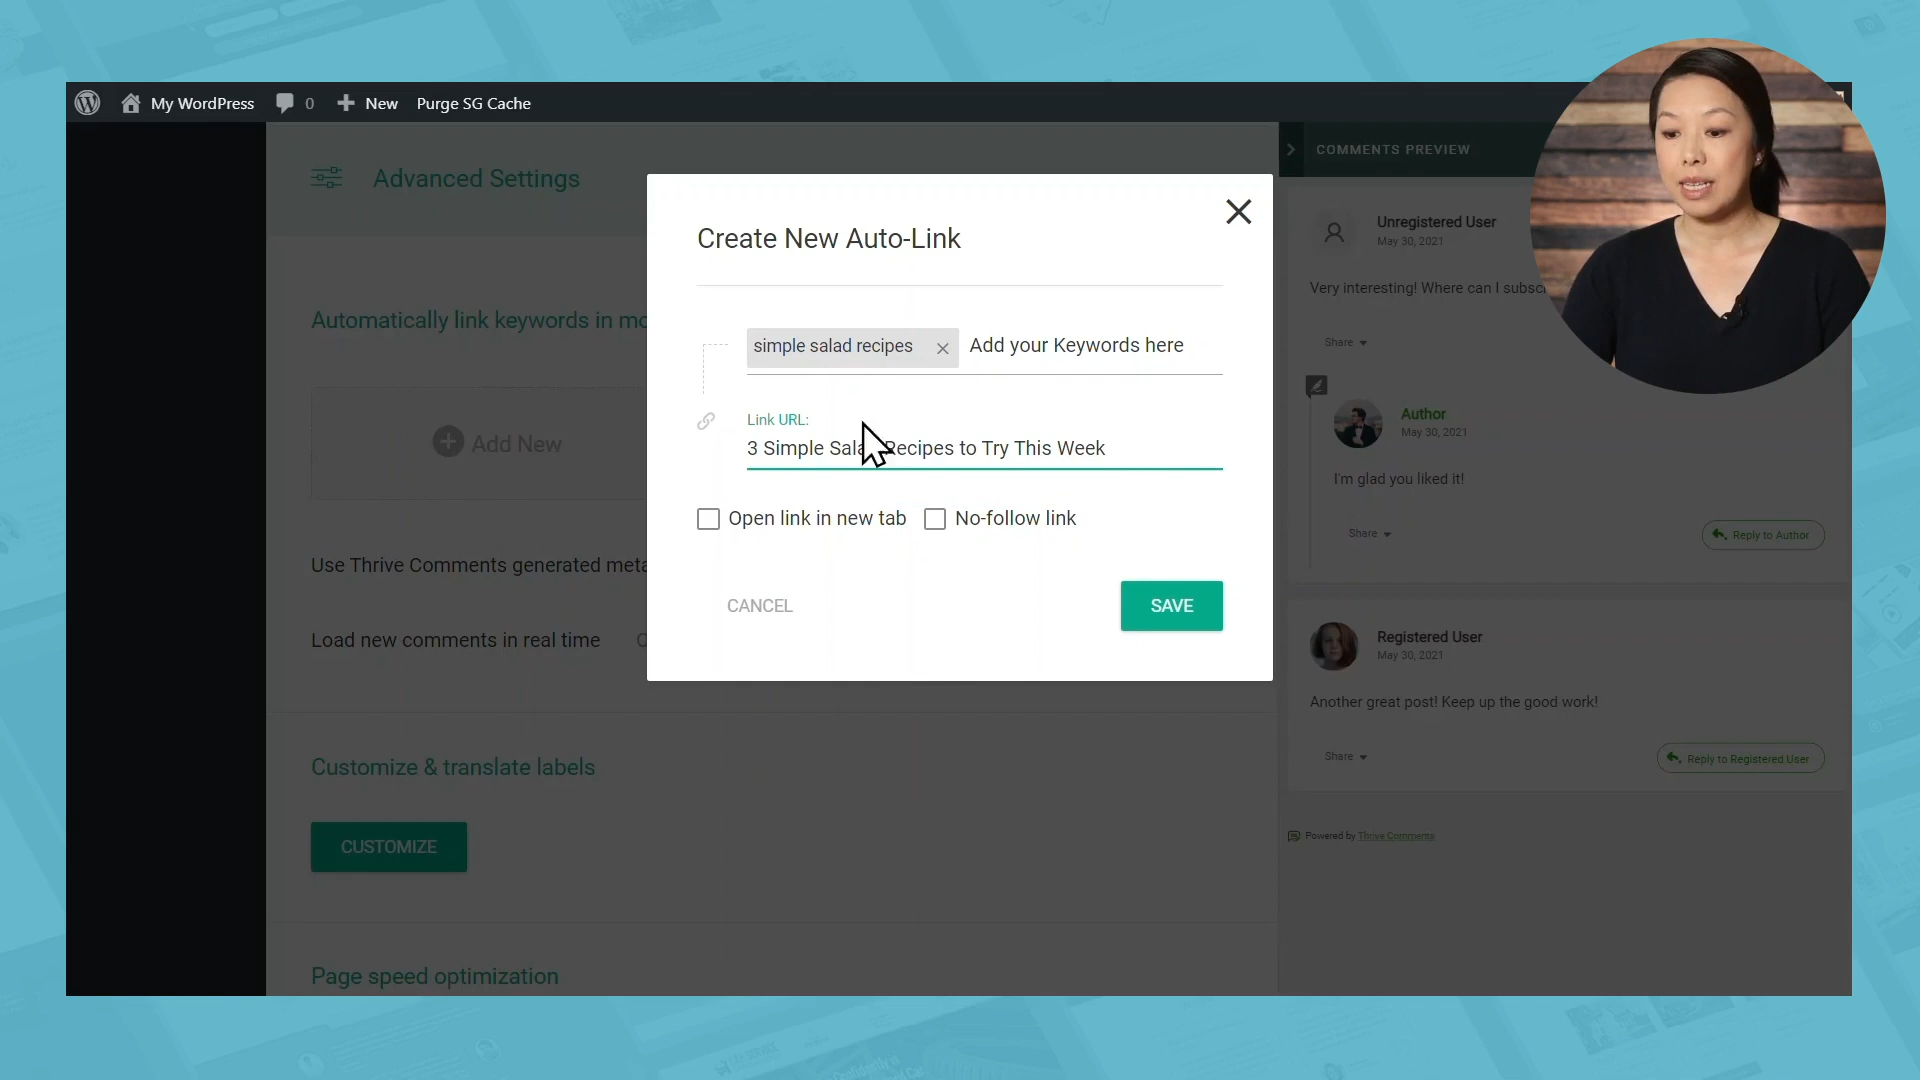 My WordPress 0 New Purge SG Cache
Advanced Settings
COMMENTS PREVIEW
Create New Auto-Link
Unregistered User
May 30, 2021
Very interesting! Where can I subsc
Automatically link keywords in mo
simple salad recipes Add your Keywords here
Share
Link URL:
3 Simple Sala Recipes to Try This Week
Add New
Author
May 30, 2021
I'm glad you liked it!
Open link in new tab No-follow link
Share
Reply to Author
Use Thrive Comments generated meta
CANCEL
SAVE
Load new comments in real time
Registered User
May 30, 2021
Another great post! Keep up the good work!
Share
Reply to Registered User
Customize & translate labels
CUSTOMIZE
Powered by Thrive Comments
Page speed optimization